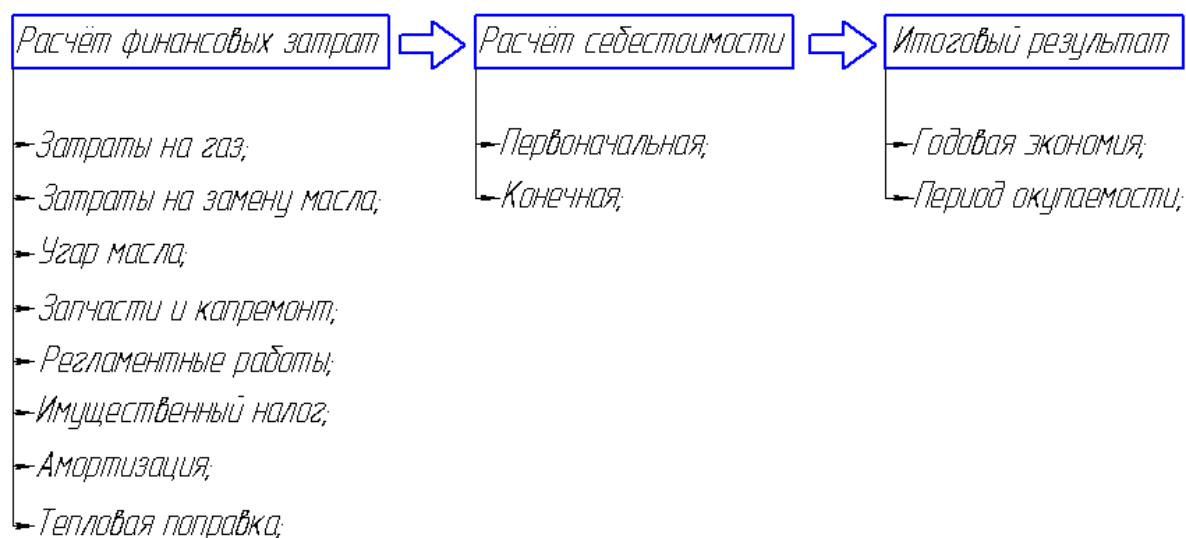 Расчёт финансовых затрат
Затраты на газ;
Затраты на замену масла;
Угар масла;
Запчасти и капремонт;
Регламентные работы;
Имущественный налог;
Амортизация;
Тепловая поправка;
Расчёт себестоимости
Первоначальная;
Конечная;
Итоговый результат
Годовая экономия;
Период окупаемости;